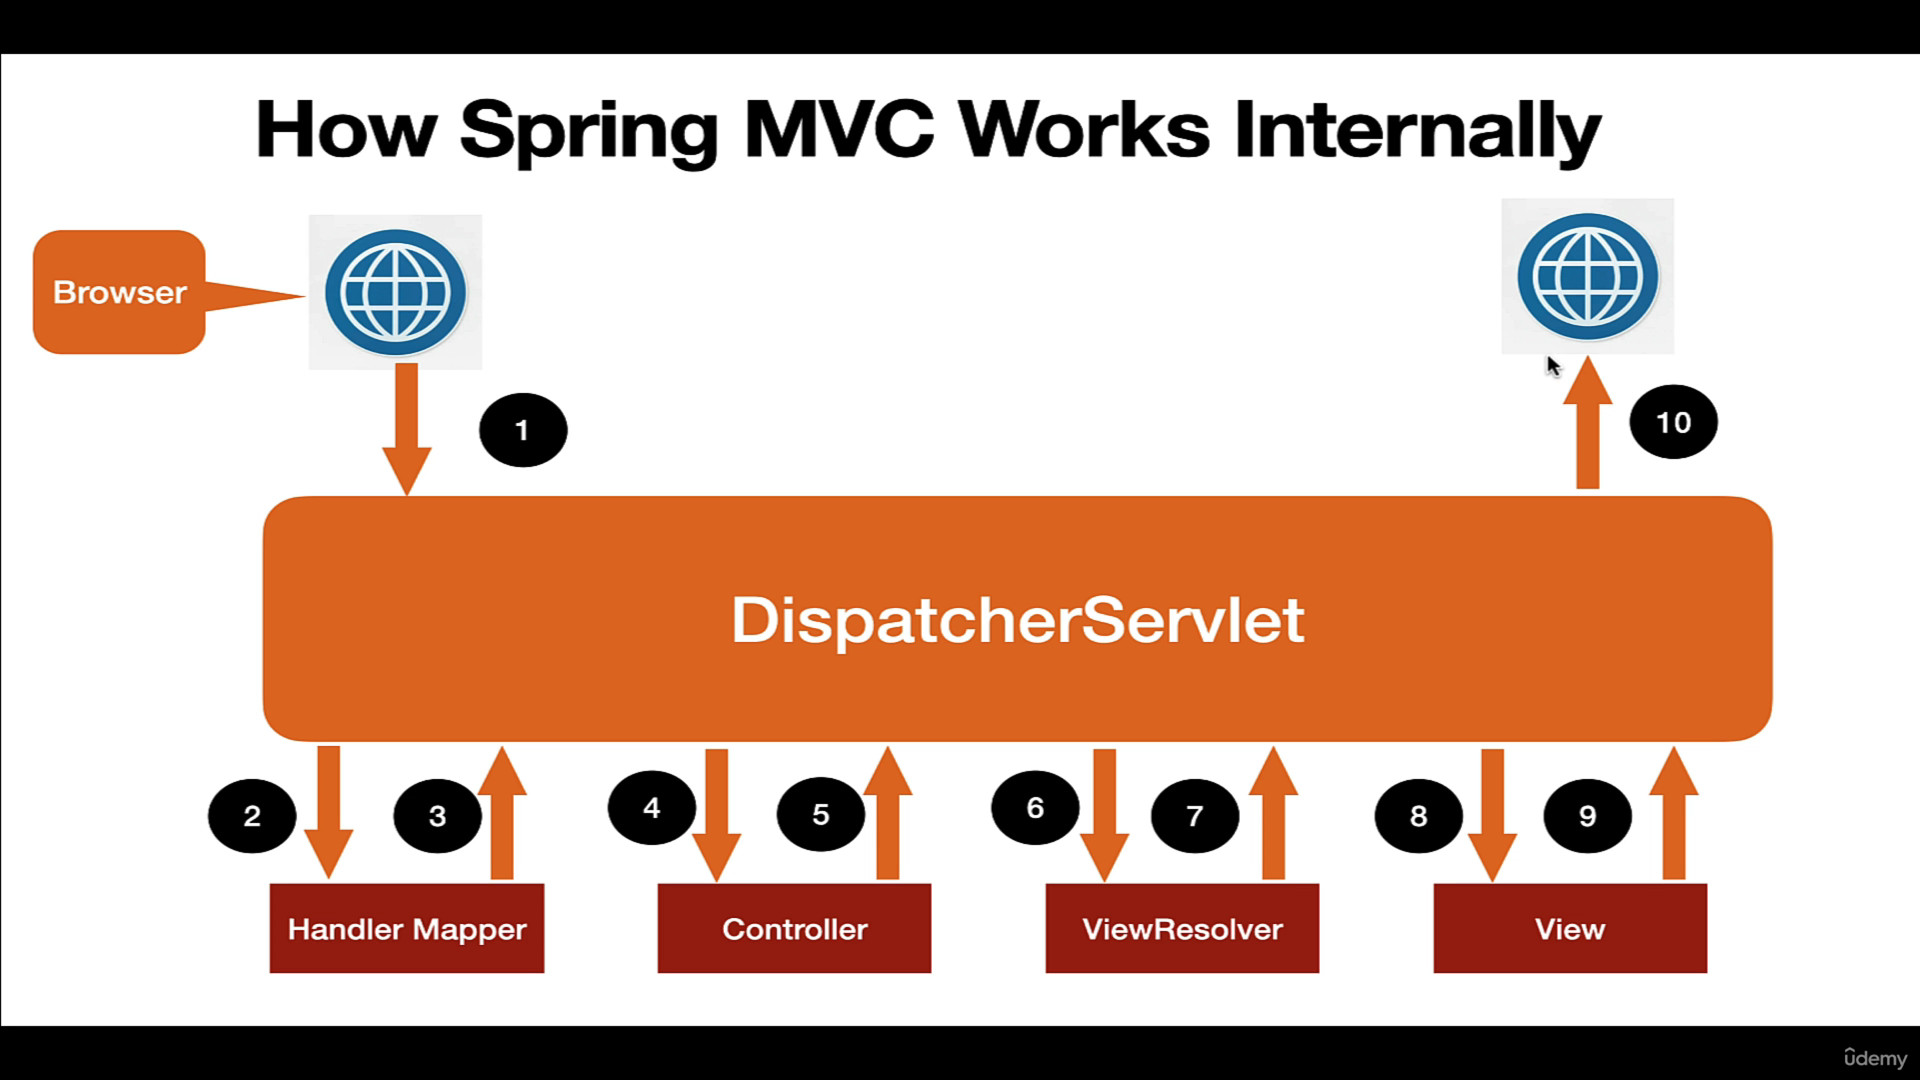 How Spring MVC Works Internally
Browser
1
10
DispatcherServlet
2
3
4
5
6
7
8
9
Handler Mapper
Controller
ViewResolver
View
ûdemy